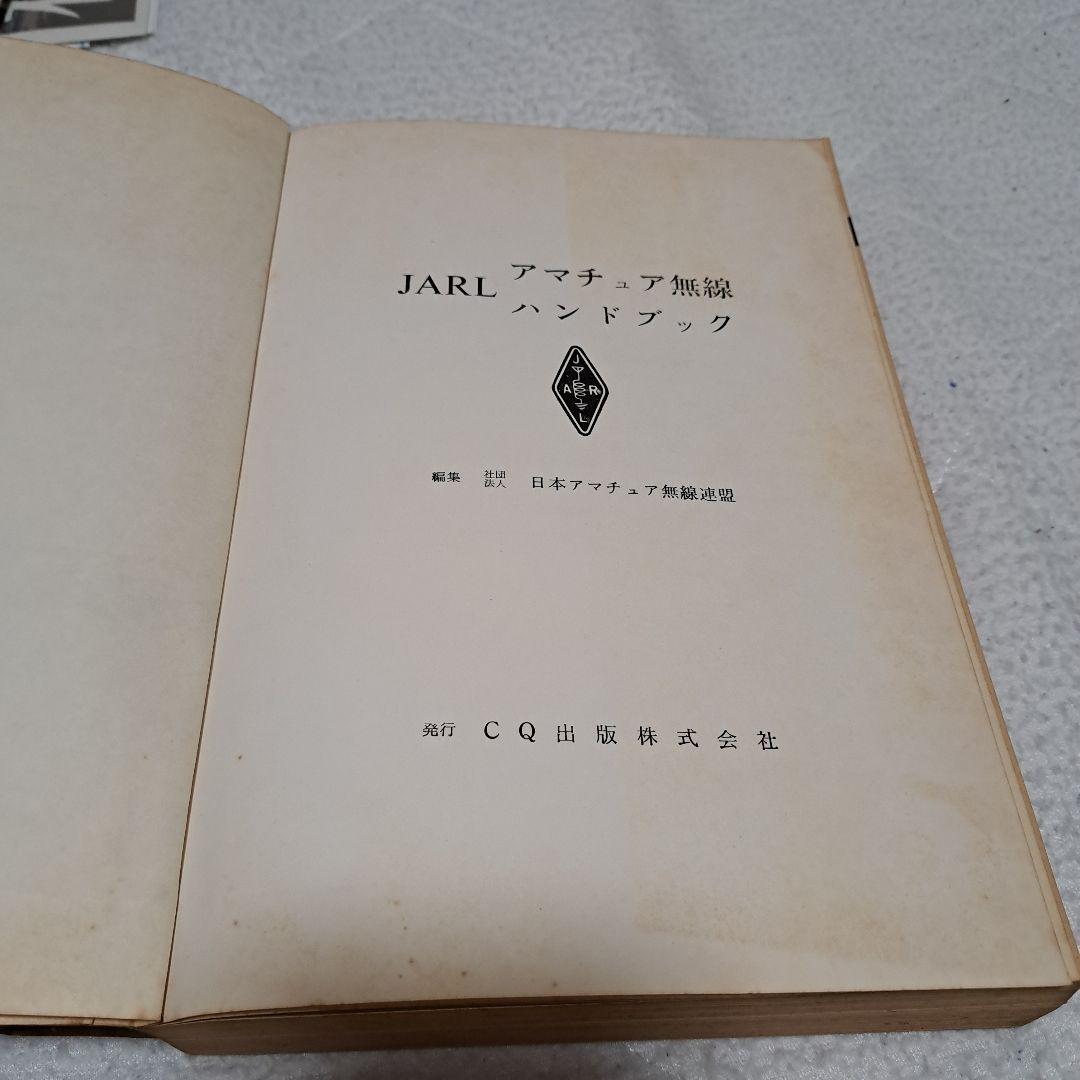 JARL アマチュア無線
ハンドブック
J
A R
L
編集 社団法人 日本アマチュア無線連盟
発行 CQ出版株式会社